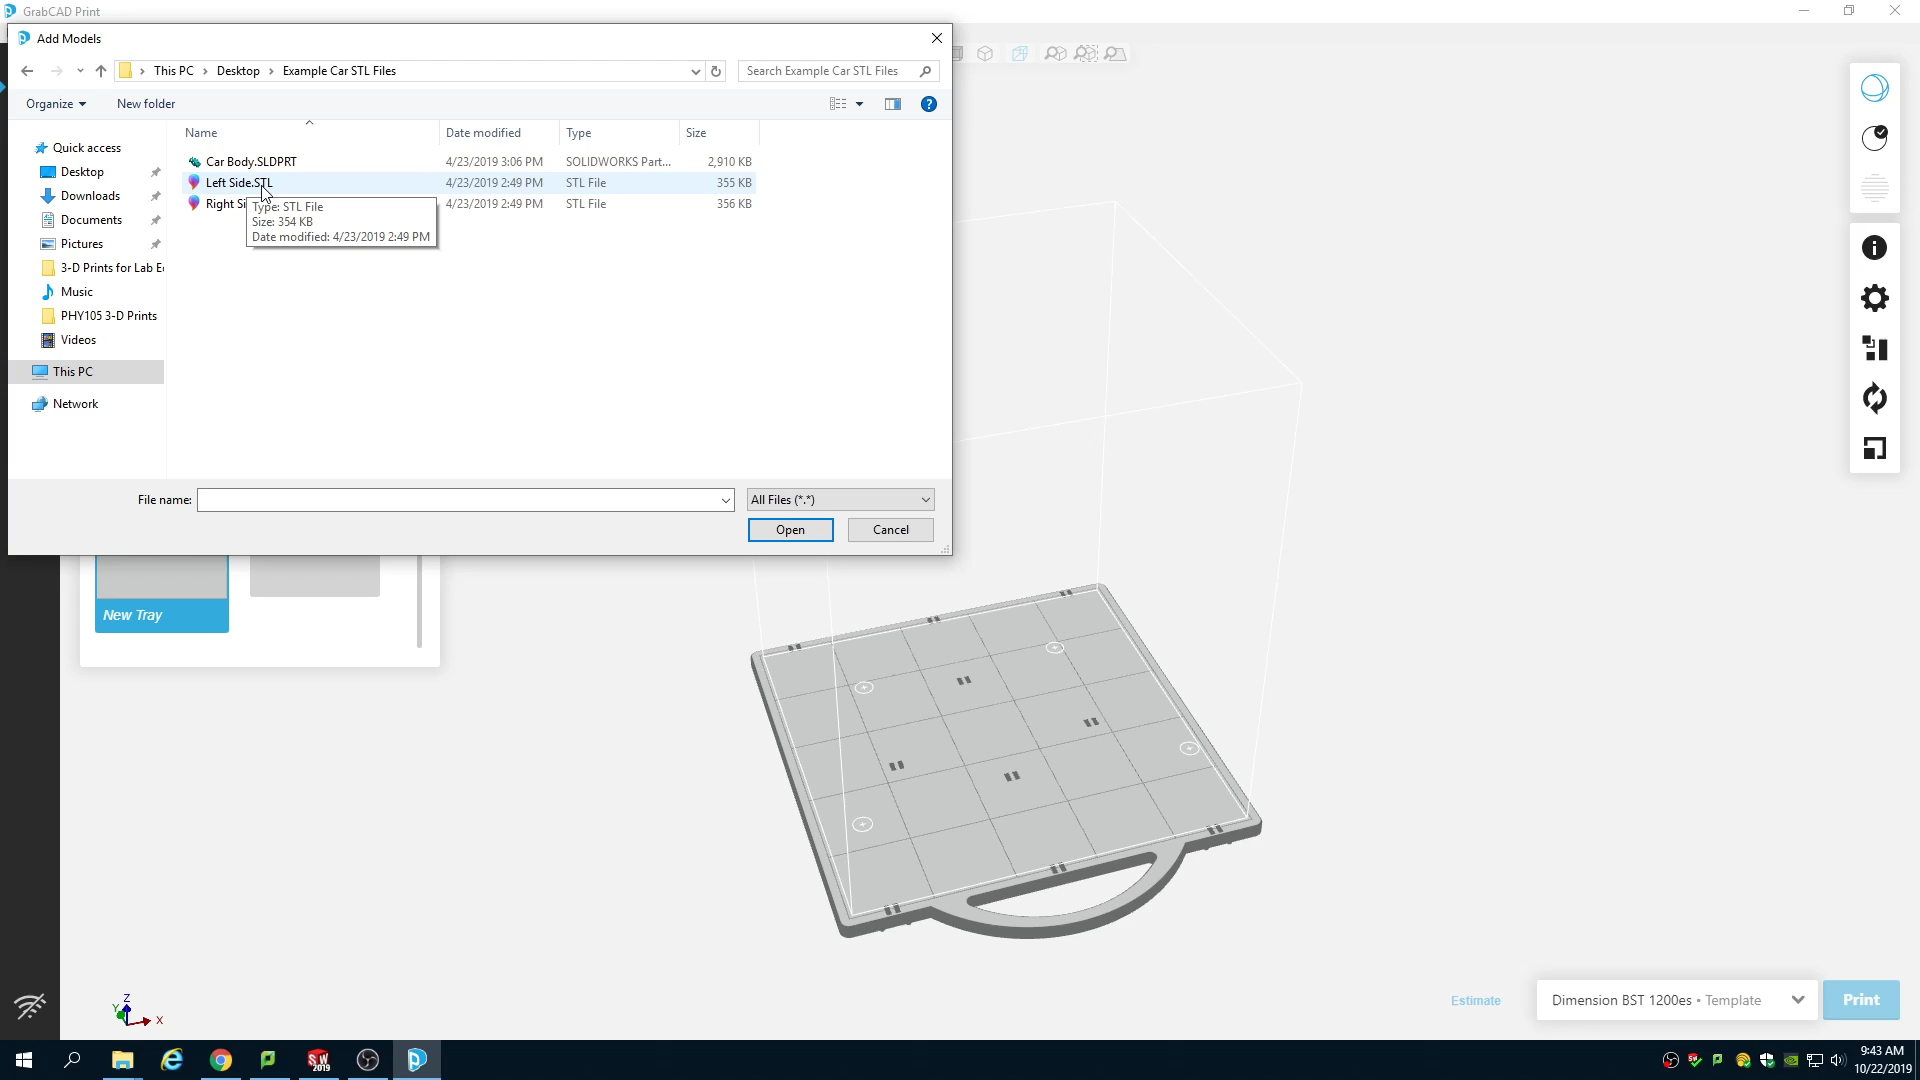 GrabCAD Print
Add Models
This PC › Desktop › Example Car STL Files
Search Example Car STL Files
Organize
New folder
Name
Date modified
Type
Size
Quick access
Desktop
Downloads
Documents
Pictures
3-D Prints for Lab E
Music
PHY105 3-D Prints
Videos
This PC
Network
Car Body.SLDPRT 4/23/2019 3:06 PM SOLIDWORKS Part... 2,910 KB
Left Side.STL 4/23/2019 2:49 PM STL File 355 KB
Right Si 4/23/2019 2:49 PM STL File 356 KB
Type: STL File
Size: 354 KB
Date modified: 4/23/2019 2:49 PM
File name:
All Files (*.*)
Open
Cancel
New Tray
Z
Y
X
Estimate
Dimension BST 1200es • Template
Print
SW
2019
9:43 AM
10/22/2019